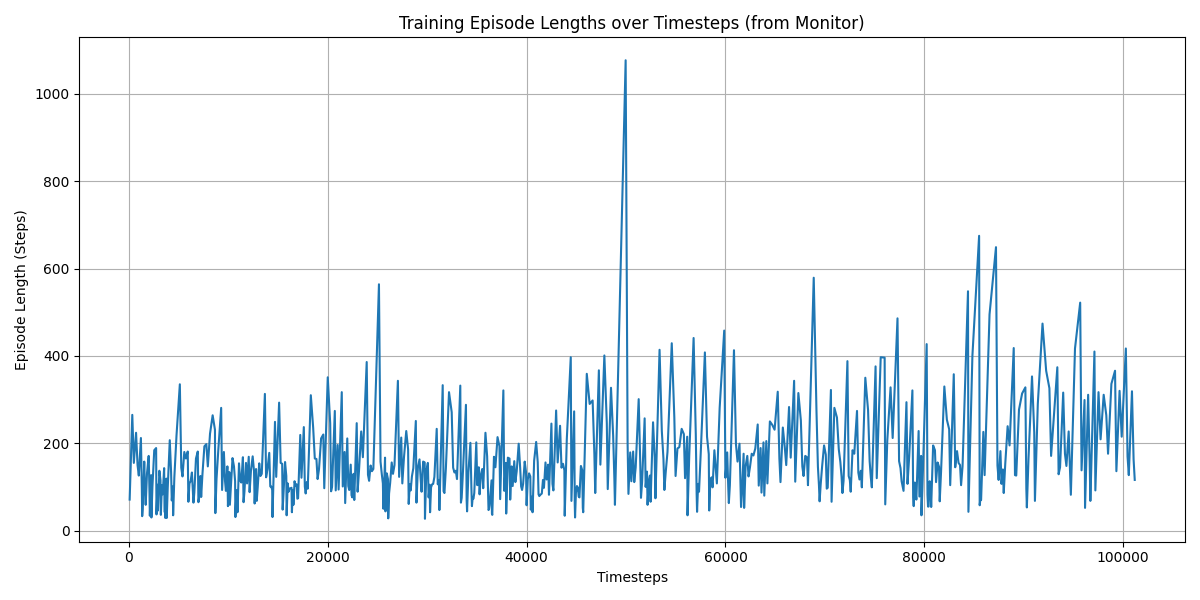 Training Episode Lengths over Timesteps (from Monitor)
Episode Length (Steps)
1000
800
600
400
200
0
0 20000 40000 60000 80000 100000
Timesteps